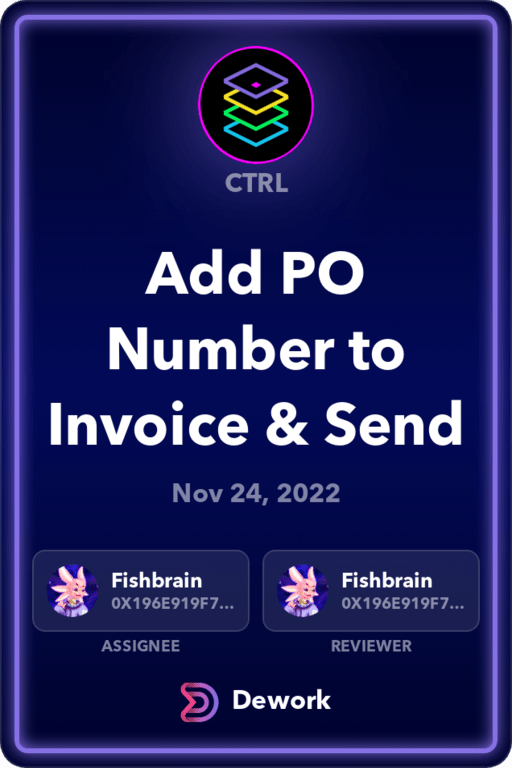 CTRL
Add PO
Number to
Invoice & Send
Nov 24, 2022
Fishbrain
0X196E919F7...
ASSIGNEE
Fishbrain
0X196E919F7...
REVIEWER
Dework